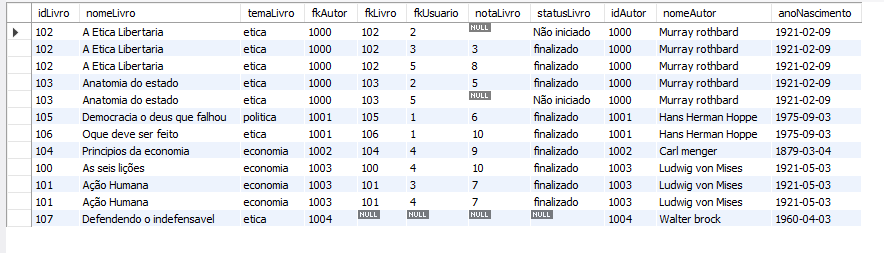 idLivro nomeLivro temaLivro fkAutor fkLivro fkUsuario notaLivro statusLivro idAutor nomeAutor anoNascimento
102 A Etica Libertaria etica 1000 102 2 NULL Não iniciado 1000 Murray rothbard 1921-02-09
102 A Etica Libertaria etica 1000 102 3 3 finalizado 1000 Murray rothbard 1921-02-09
102 A Etica Libertaria etica 1000 102 5 8 finalizado 1000 Murray rothbard 1921-02-09
103 Anatomia do estado etica 1000 103 2 5 finalizado 1000 Murray rothbard 1921-02-09
103 Anatomia do estado etica 1000 103 5 NULL Não iniciado 1000 Murray rothbard 1921-02-09
105 Democracia o deus que falhou politica 1001 105 1 6 finalizado 1001 Hans Herman Hoppe 1975-09-03
106 Oque deve ser feito etica 1001 106 1 10 finalizado 1001 Hans Herman Hoppe 1975-09-03
104 Principios da economia economia 1002 104 4 9 finalizado 1002 Carl menger 1879-03-04
100 As seis lições economia 1003 100 4 10 finalizado 1003 Ludwig von Mises 1921-05-03
101 Ação Humana economia 1003 101 3 7 finalizado 1003 Ludwig von Mises 1921-05-03
101 Ação Humana economia 1003 101 4 7 finalizado 1003 Ludwig von Mises 1921-05-03
107 Defendendo o indefensavel etica 1004 NULL NULL NULL NULL 1004 Walter brock 1960-04-03